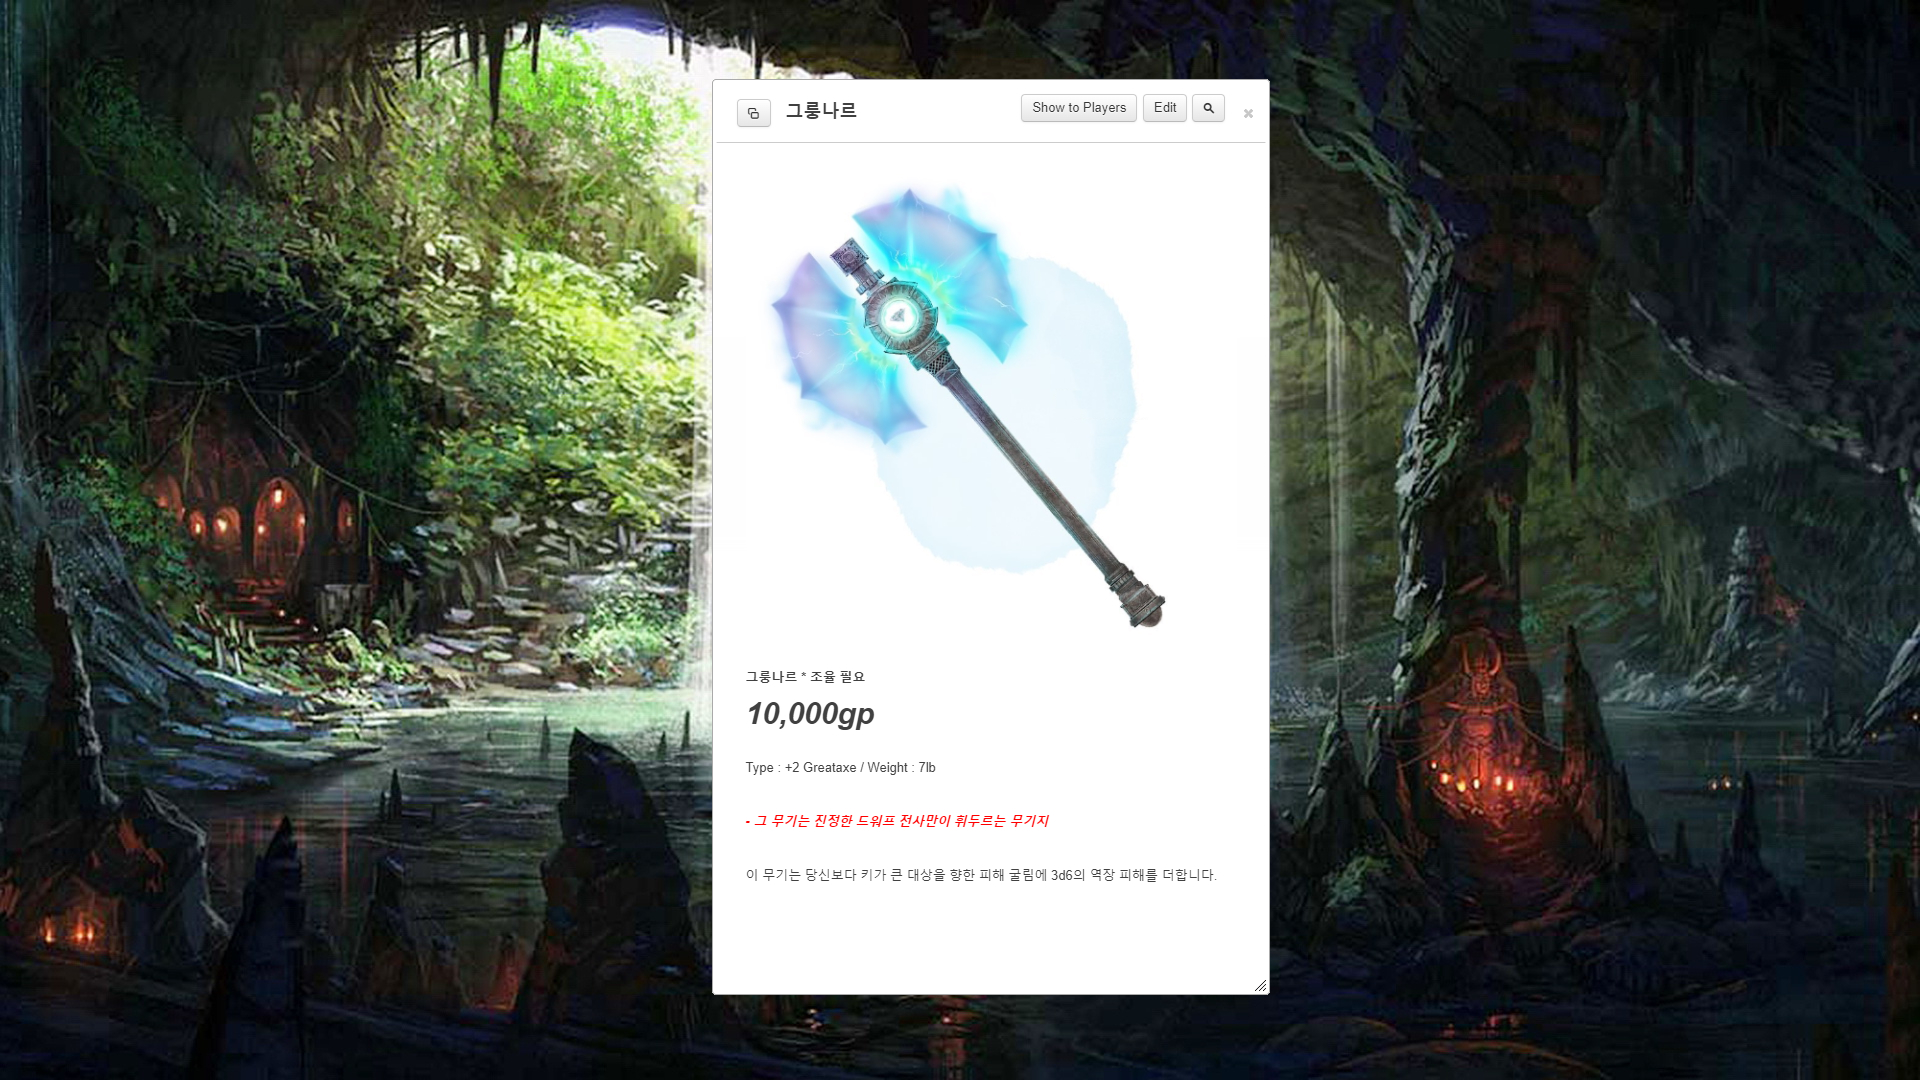 그룽나르
Show to Players
Edit
그룽나르 * 조율 필요
10,000gp
Type : +2 Greataxe / Weight : 7lb
- 그 무기는 진정한 드워프 전사만이 휘두르는 무기지
이 무기는 당신보다 키가 큰 대상을 향한 피해 굴림에 3d6의 역장 피해를 더합니다.